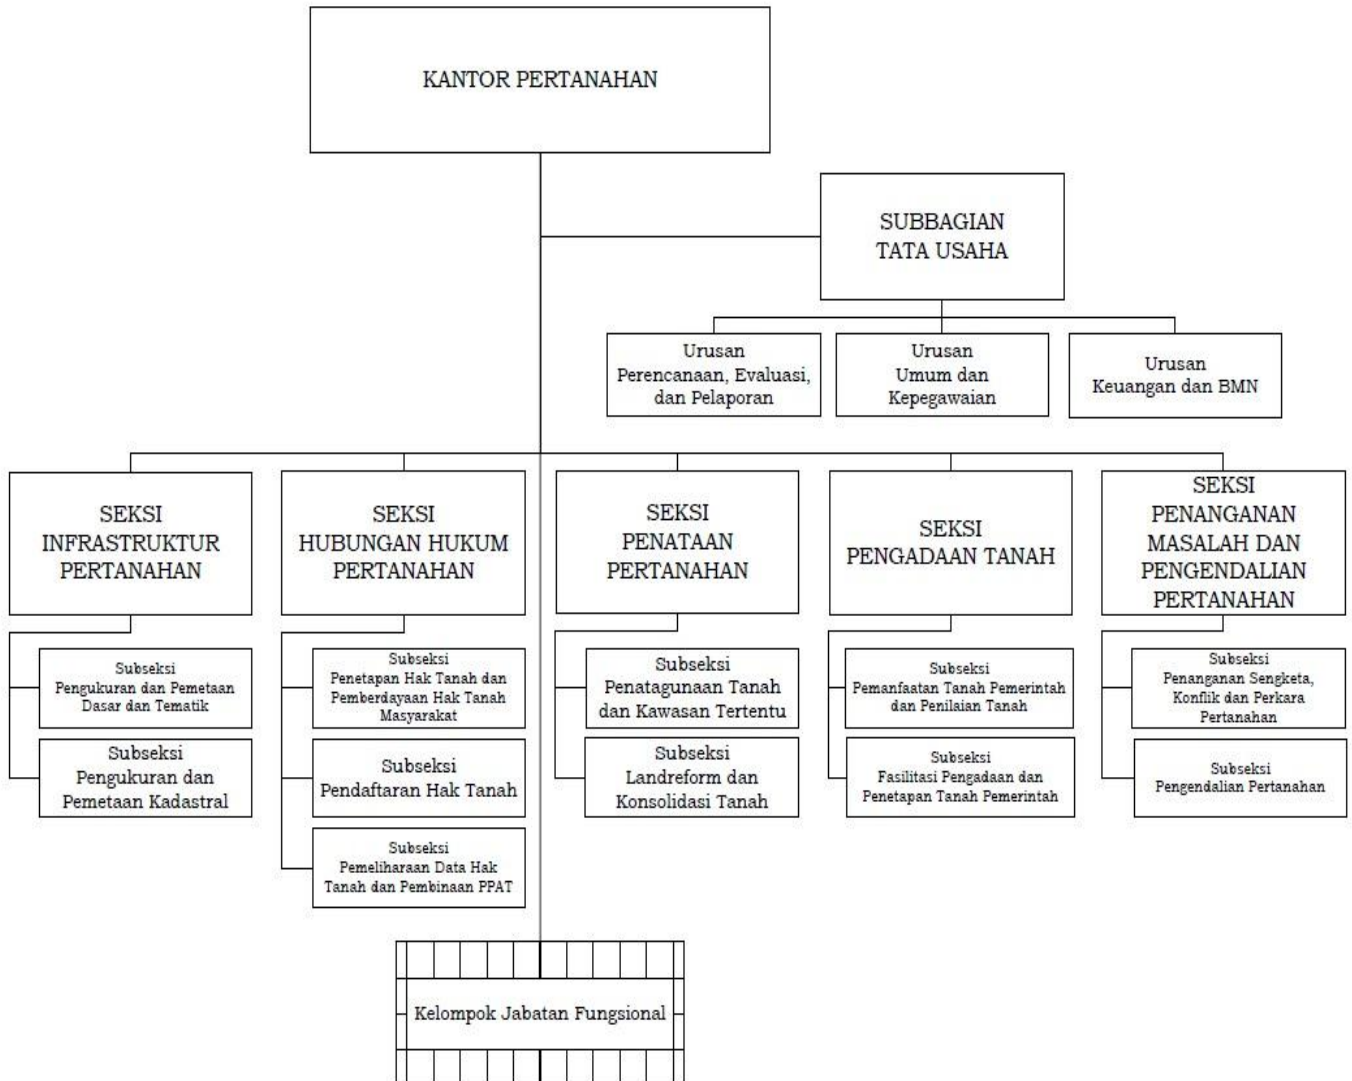 KANTOR PERTANAHAN
SUBBAGIAN
TATA USAHA
Urusan
Perencanaan, Evaluasi,
dan Pelaporan
Urusan
Umum dan
Kepegawaian
Urusan
Keuangan dan BMN
SEKSI
INFRASTRUKTUR
PERTANAHAN
SEKSI
HUBUNGAN HUKUM
PERTANAHAN
SEKSI
PENATAAN
PERTANAHAN
SEKSI
PENGADAAN TANAH
SEKSI
PENANGANAN
MASALAH DAN
PENGENDALIAN
PERTANAHAN
Subseksi
Pengukuran dan Pemetaan
Dasar dan Tematik
Subseksi
Pengukuran dan
Pemetaan Kadastral
Subseksi
Penetapan Hak Tanah dan
Pemberdayaan Hak Tanah
Masyarakat
Subseksi
Pendaftaran Hak Tanah
Subseksi
Pemeliharaan Data Hak
Tanah dan Pembinaan PPAT
Subseksi
Penatagunaan Tanah
dan Kawasan Tertentu
Subseksi
Landreform dan
Konsolidasi Tanah
Subseksi
Pemanfaatan Tanah Pemerintah
dan Penilaian Tanah
Subseksi
Fasilitasi Pengadaan dan
Penetapan Tanah Pemerintah
Subseksi
Penanganan Sengketa,
Konflik dan Perkara
Pertanahan
Subseksi
Pengendalian Pertanahan
Kelompok Jabatan Fungsional